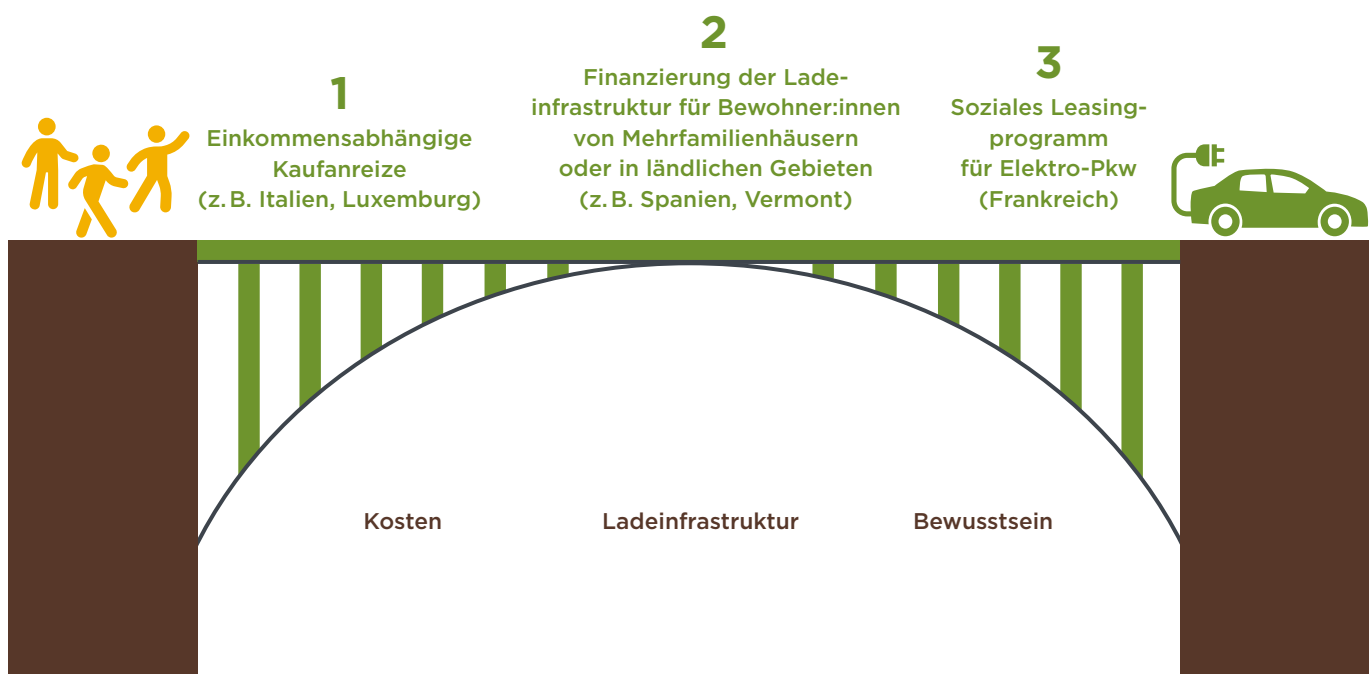 1
Einkommensabhängige
Kaufanreize
(z. B. Italien, Luxemburg)
2
Finanzierung der Lade-
infrastruktur für Bewohner:innen
von Mehrfamilienhäusern
oder in ländlichen Gebieten
(z. B. Spanien, Vermont)
3
Soziales Leasing-
programm
für Elektro-Pkw
(Frankreich)
Kosten
Ladeinfrastruktur
Bewusstsein